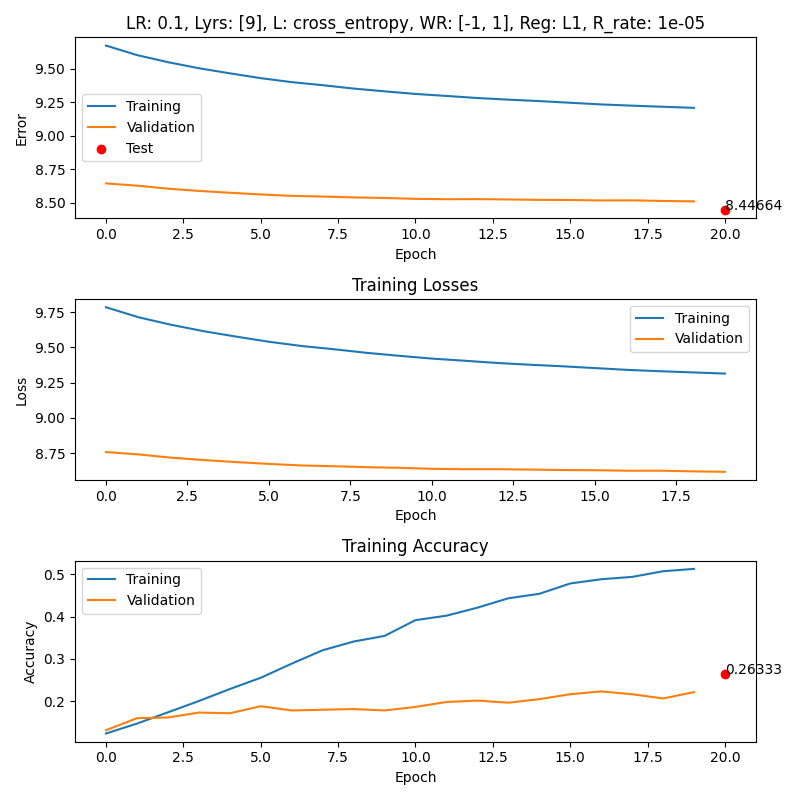 LR: 0.1, Lyrs: [9], L: cross_entropy, WR: [-1, 1], Reg: L1, R_rate: 1e-05
9.50
9.25
9.00
8.75
8.50
Error
Training
Validation
Test
8.44664
0.0
2.5
5.0
7.5
10.0
12.5
15.0
17.5
20.0
Epoch
Training Losses
9.75
9.50
9.25
9.00
8.75
Loss
Training
Validation
0.0
2.5
5.0
7.5
10.0
12.5
15.0
17.5
Epoch
Training Accuracy
0.5
0.4
0.3
0.2
Accuracy
Training
Validation
0.26333
0.0
2.5
5.0
7.5
10.0
12.5
15.0
17.5
20.0
Epoch